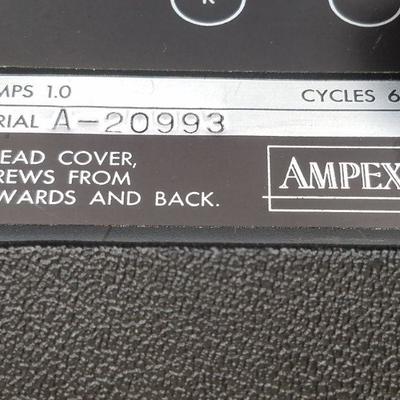 R
MPS 1.0 CYCLES 6
RIAL A-20993
EAD COVER,
REWS FROM
WARDS AND BACK.
AMPEX